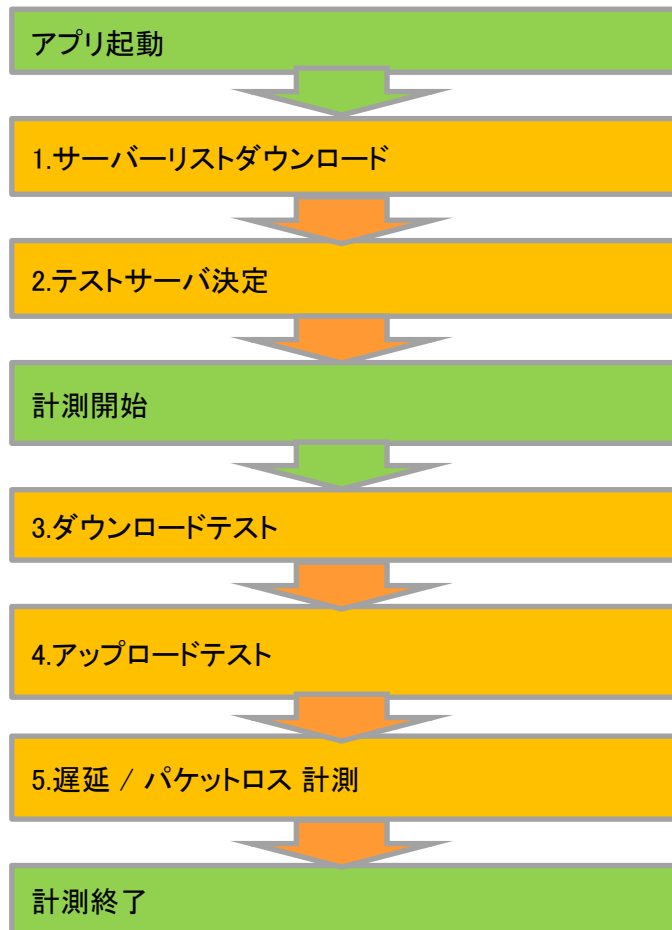 アプリ起動
1.サーバーリストダウンロード
2.テストサーバ決定
計測開始
3.ダウンロードテスト
4.アップロードテスト
5.遅延 / パケットロス 計測
計測終了